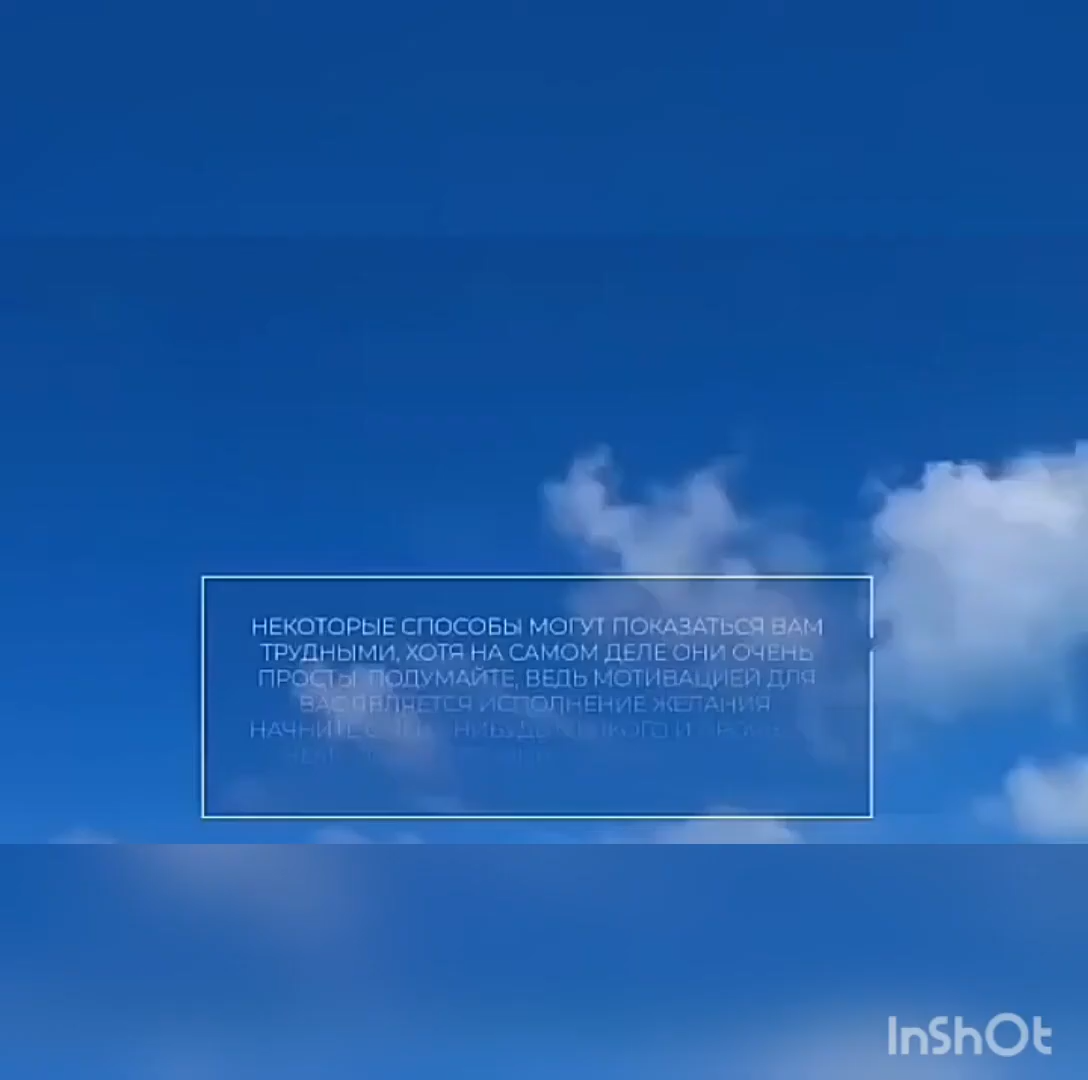 НЕКОТОРЫЕ СПОСОБЫ МОГУТ ПОКАЗАТЬСЯ ВАМ
ТРУДНЫМИ, ХОТЯ НА САМОМ ДЕЛЕ ОНИ ОЧЕНЬ
ПРОСТЫ. ПОДУМАЙТЕ, ВЕДЬ МОТИВАЦИЕЙ ДЛЯ
ВАС ЯВЛЯЕТСЯ ИСПОЛНЕНИЕ ЖЕЛАНИЯ
НАЧНИТЕ
InShOt